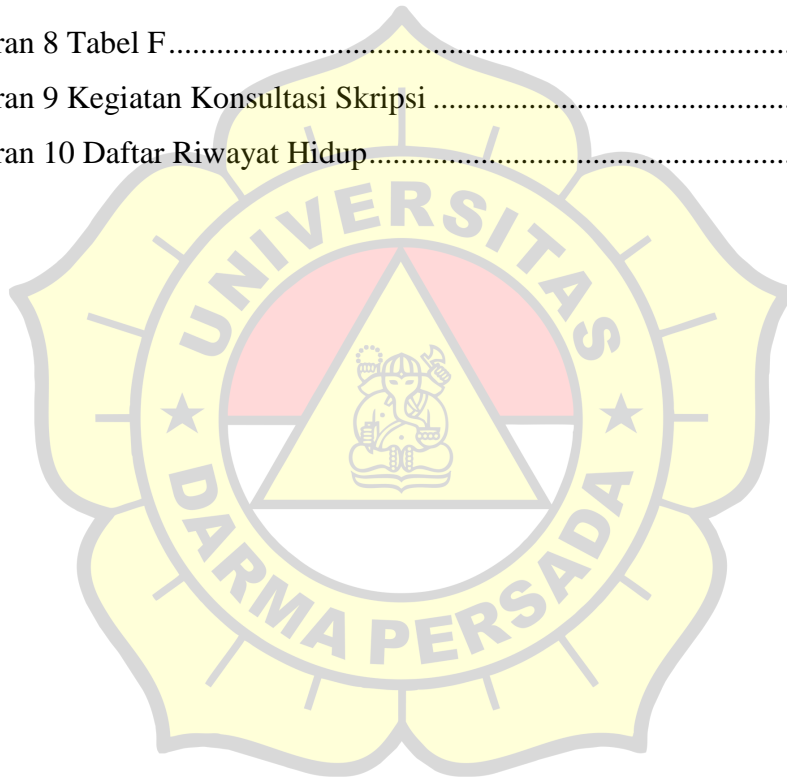 ran 8 Tabel F....................................................................................
ran 9 Kegiatan Konsultasi Skripsi ................................................
ran 10 Daftar Riwayat Hidup.........................................................
UNIVERSITAS
DARMA PERSADA